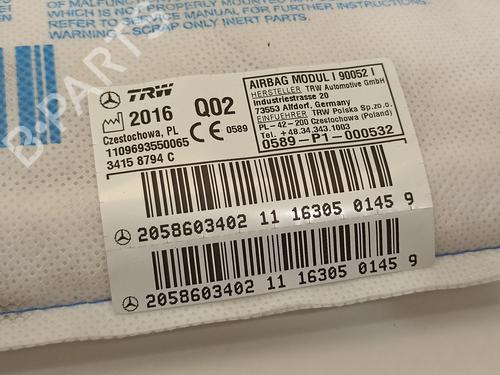 OF MALFUNC
WHICH IS NOT PROPERLY MOUNTED
REFER TO SERVICE MANUAL FOR FURTHER INSTRUCTIONS.
WARNING - SCRAP ONLY INERT PARTS.
B-PARTS
TRW
2016 Q02
Czestochowa, PL
CE 0589
1109693550065
3415 8794 C
AIRBAG MODUL I 90052 I
HERSTELLER TRW Automotive GmbH
Industriestrasse 20
73553 Alfdorf, Germany
EINFUEHRER TRW Polska Sp.zo.o.
PL-42-200 Czestochowa (Poland)
Tel. +48.34.343.1003
0589-P1-000532
2058603402 11 16305 0145 9
2058603402 11 16305 0145 9